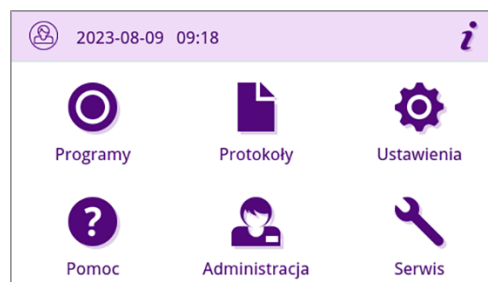 2023-08-09 09:18 i
Programy Protokoły Ustawienia
?
Pomoc Administracja Serwis